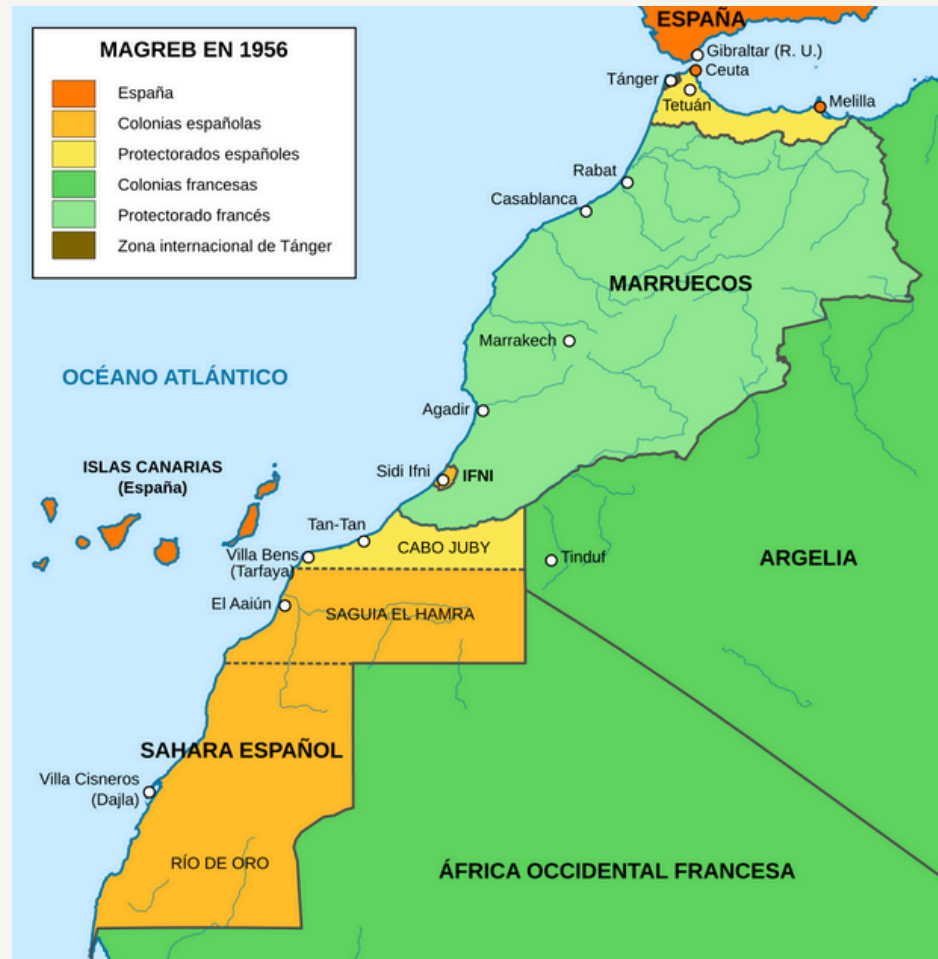 MAGREB EN 1956
España
Colonias españolas
Protectorados españoles
Colonias francesas
Protectorado francés
Zona internacional de Tánger
ESPAÑA
Gibraltar (R. U.)
Ceuta
Tánger
Tetuán
Melilla
Rabat
Casablanca
MARRUECOS
Marrakech
OCÉANO ATLÁNTICO
Agadir
ISLAS CANARIAS
(España)
Sidi Ifni
IFNI
Tan-Tan
CABO JUBY
Villa Bens
(Tarfaya)
Tinduf
ARGELIA
El Aaiún
SAGUIA EL HAMRA
SAHARA ESPAÑOL
Villa Cisneros
(Dajla)
RÍO DE ORO
ÁFRICA OCCIDENTAL FRANCESA